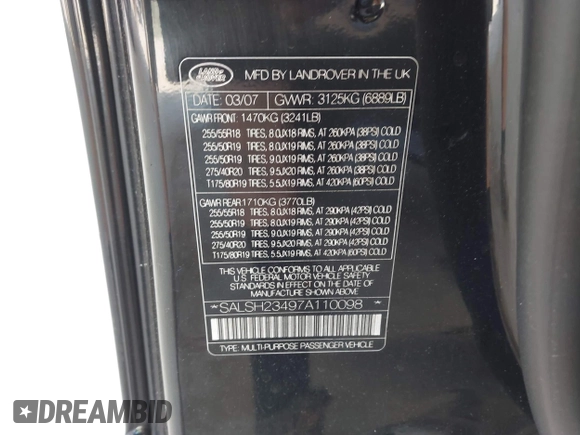 LAND-
ROVER
MFD BY LANDROVER IN THE UK
DATE: 03/07 GVWR: 3125KG (6889LB)
GAWR FRONT: 1470KG (3241LB)
255/55R18 TIRES, 8.0JX18 RIMS, AT 260KPA (38PSI) COLD
255/50R19 TIRES, 8.0JX19 RIMS, AT 260KPA (38PSI) COLD
255/50R19 TIRES, 9.0JX19 RIMS, AT 260KPA (38PSI) COLD
275/40R20 TIRES, 9.5JX20 RIMS, AT 260KPA (38PSI) COLD
T175/80R19 TIRES, 5.5JX19 RIMS, AT 420KPA (60PSI) COLD
GAWR REAR 1710KG (3770LB)
255/55R18 TIRES, 8.0JX18 RIMS, AT 290KPA (42PSI) COLD
255/50R19 TIRES, 8.0JX19 RIMS, AT 290KPA (42PSI) COLD
255/50R19 TIRES, 9.0JX19 RIMS, AT 290KPA (42PSI) COLD
275/40R20 TIRES, 9.5JX20 RIMS, AT 290KPA (42PSI) COLD
T175/80R19 TIRES, 5.5JX19 RIMS, AT 420KPA (60PSI) COLD
THIS VEHICLE CONFORMS TO ALL APPLICABLE
U.S. FEDERAL MOTOR VEHICLE SAFETY
STANDARDS IN EFFECT ON THE DATE OF
MANUFACTURE SHOWN ABOVE
*SALSH23497A110098*
TYPE: MULTI-PURPOSE PASSENGER VEHICLE
DREAMBID